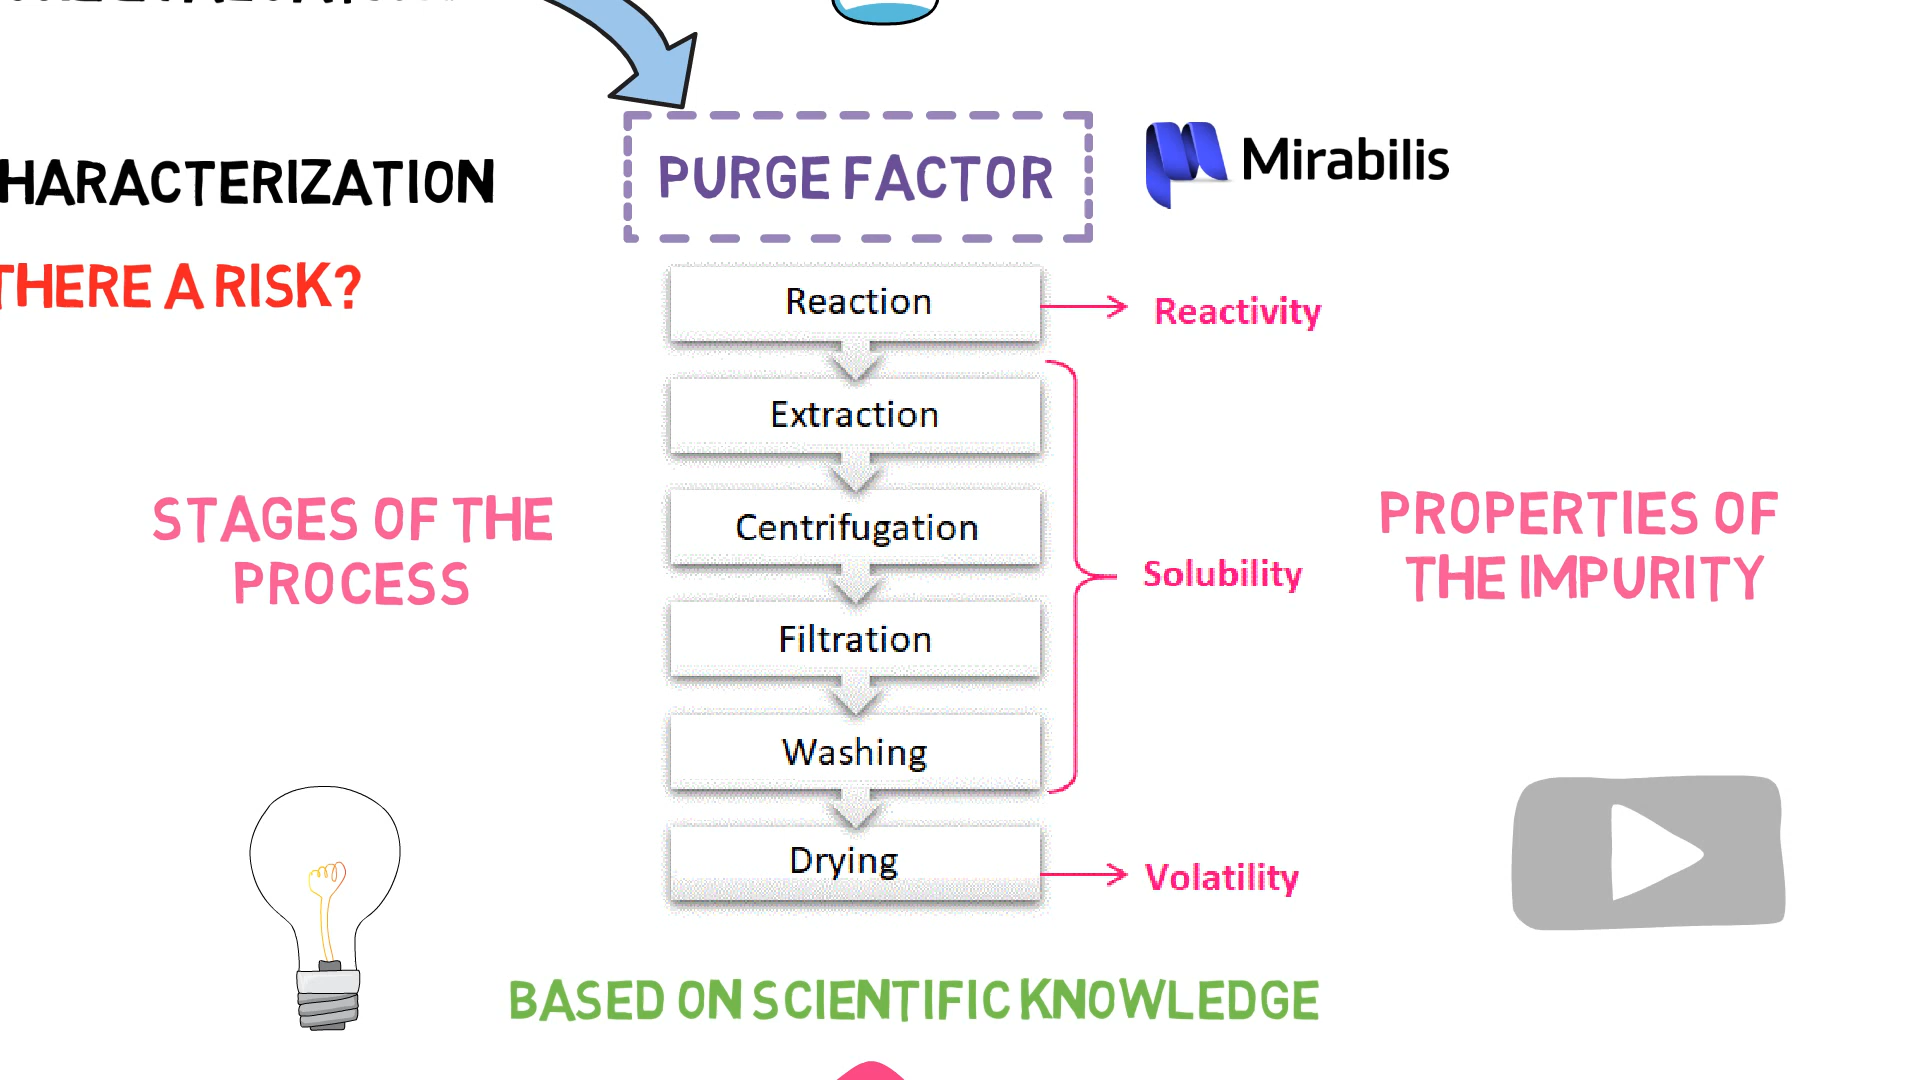 PURGE FACTOR
Mirabilis
HARACTERIZATION
THERE A RISK?
Reaction
Reactivity
Extraction
Centrifugation
STAGES OF THE
PROCESS
Solubility
PROPERTIES OF
THE IMPURITY
Filtration
Washing
Drying
Volatility
BASED ON SCIENTIFIC KNOWLEDGE